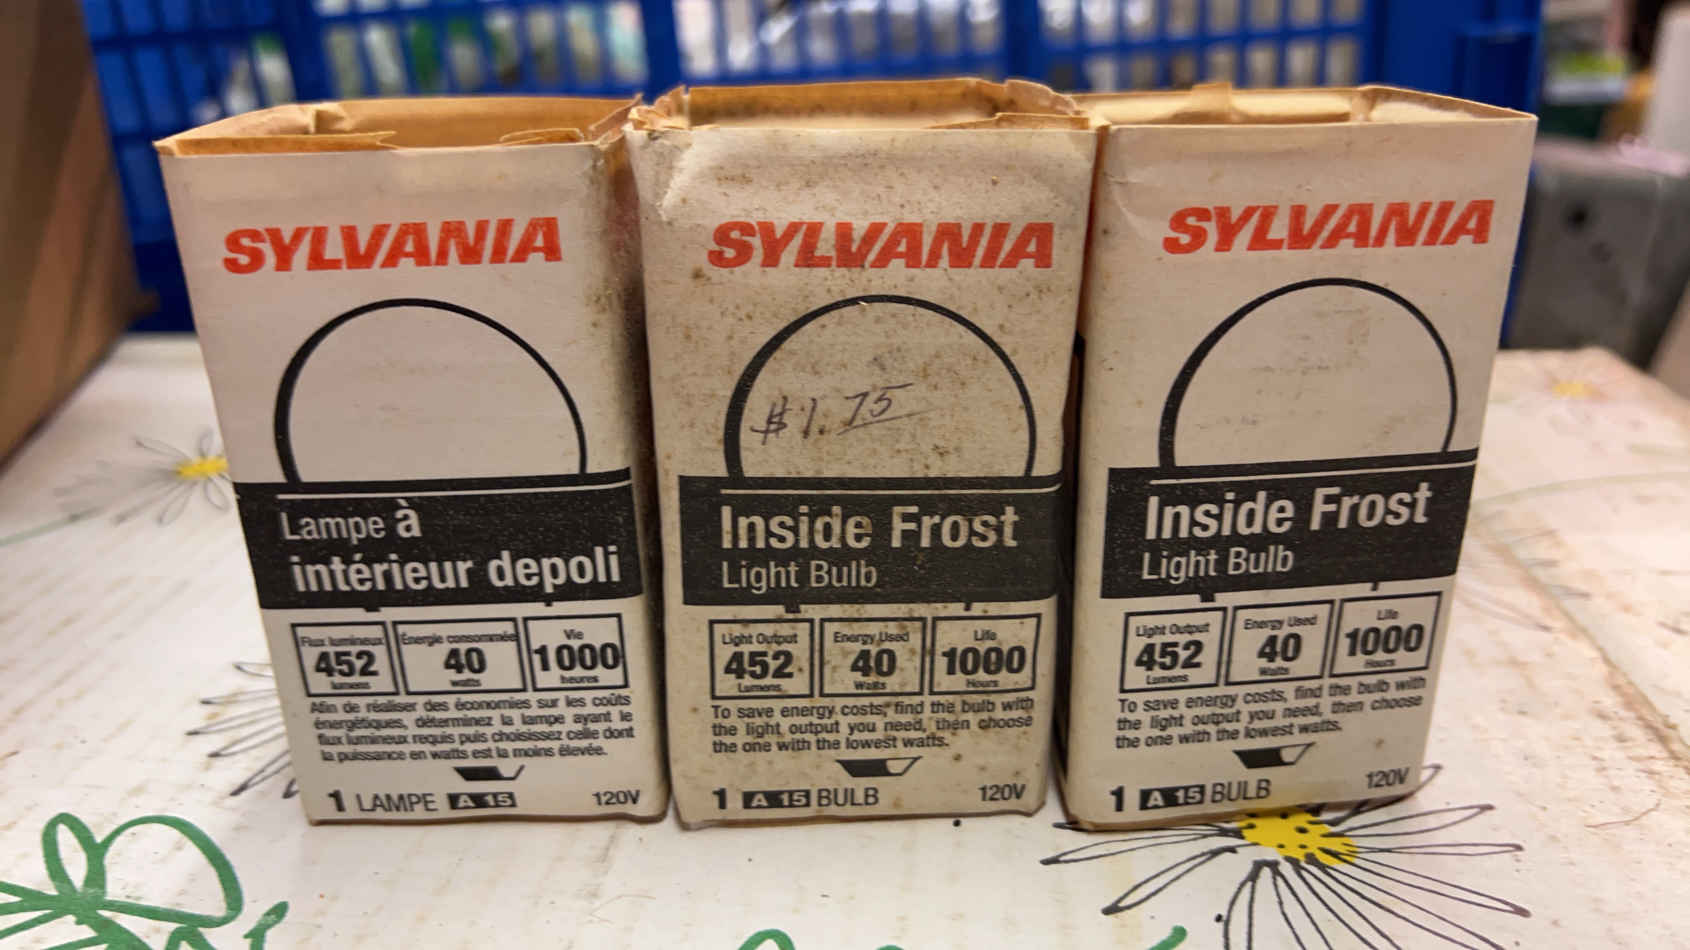 SYLVANIA
Lampe à
intérieur depoli
Flux lumineux
452
lumens
Énergie consommée
40
watts
Vie
1000
heures
Afin de réaliser des économies sur les coûts
énergétiques, déterminez la lampe ayant le
flux lumineux requis puis choisissez celle dont
la puissance en watts est la moins élevée.
1 LAMPE A 15 120V
SYLVANIA
$1.75
Inside Frost
Light Bulb
Light Output
452
Lumens
Energy Used
40
Watts
Life
1000
Hours
To save energy costs, find the bulb with
the light output you need, then choose
the one with the lowest watts.
1 A 15 BULB 120V
SYLVANIA
Inside Frost
Light Bulb
Light Output
452
Lumens
Energy Used
40
Watts
Life
1000
Hours
To save energy costs, find the bulb with
the light output you need, then choose
the one with the lowest watts.
1 A 15 BULB 120V